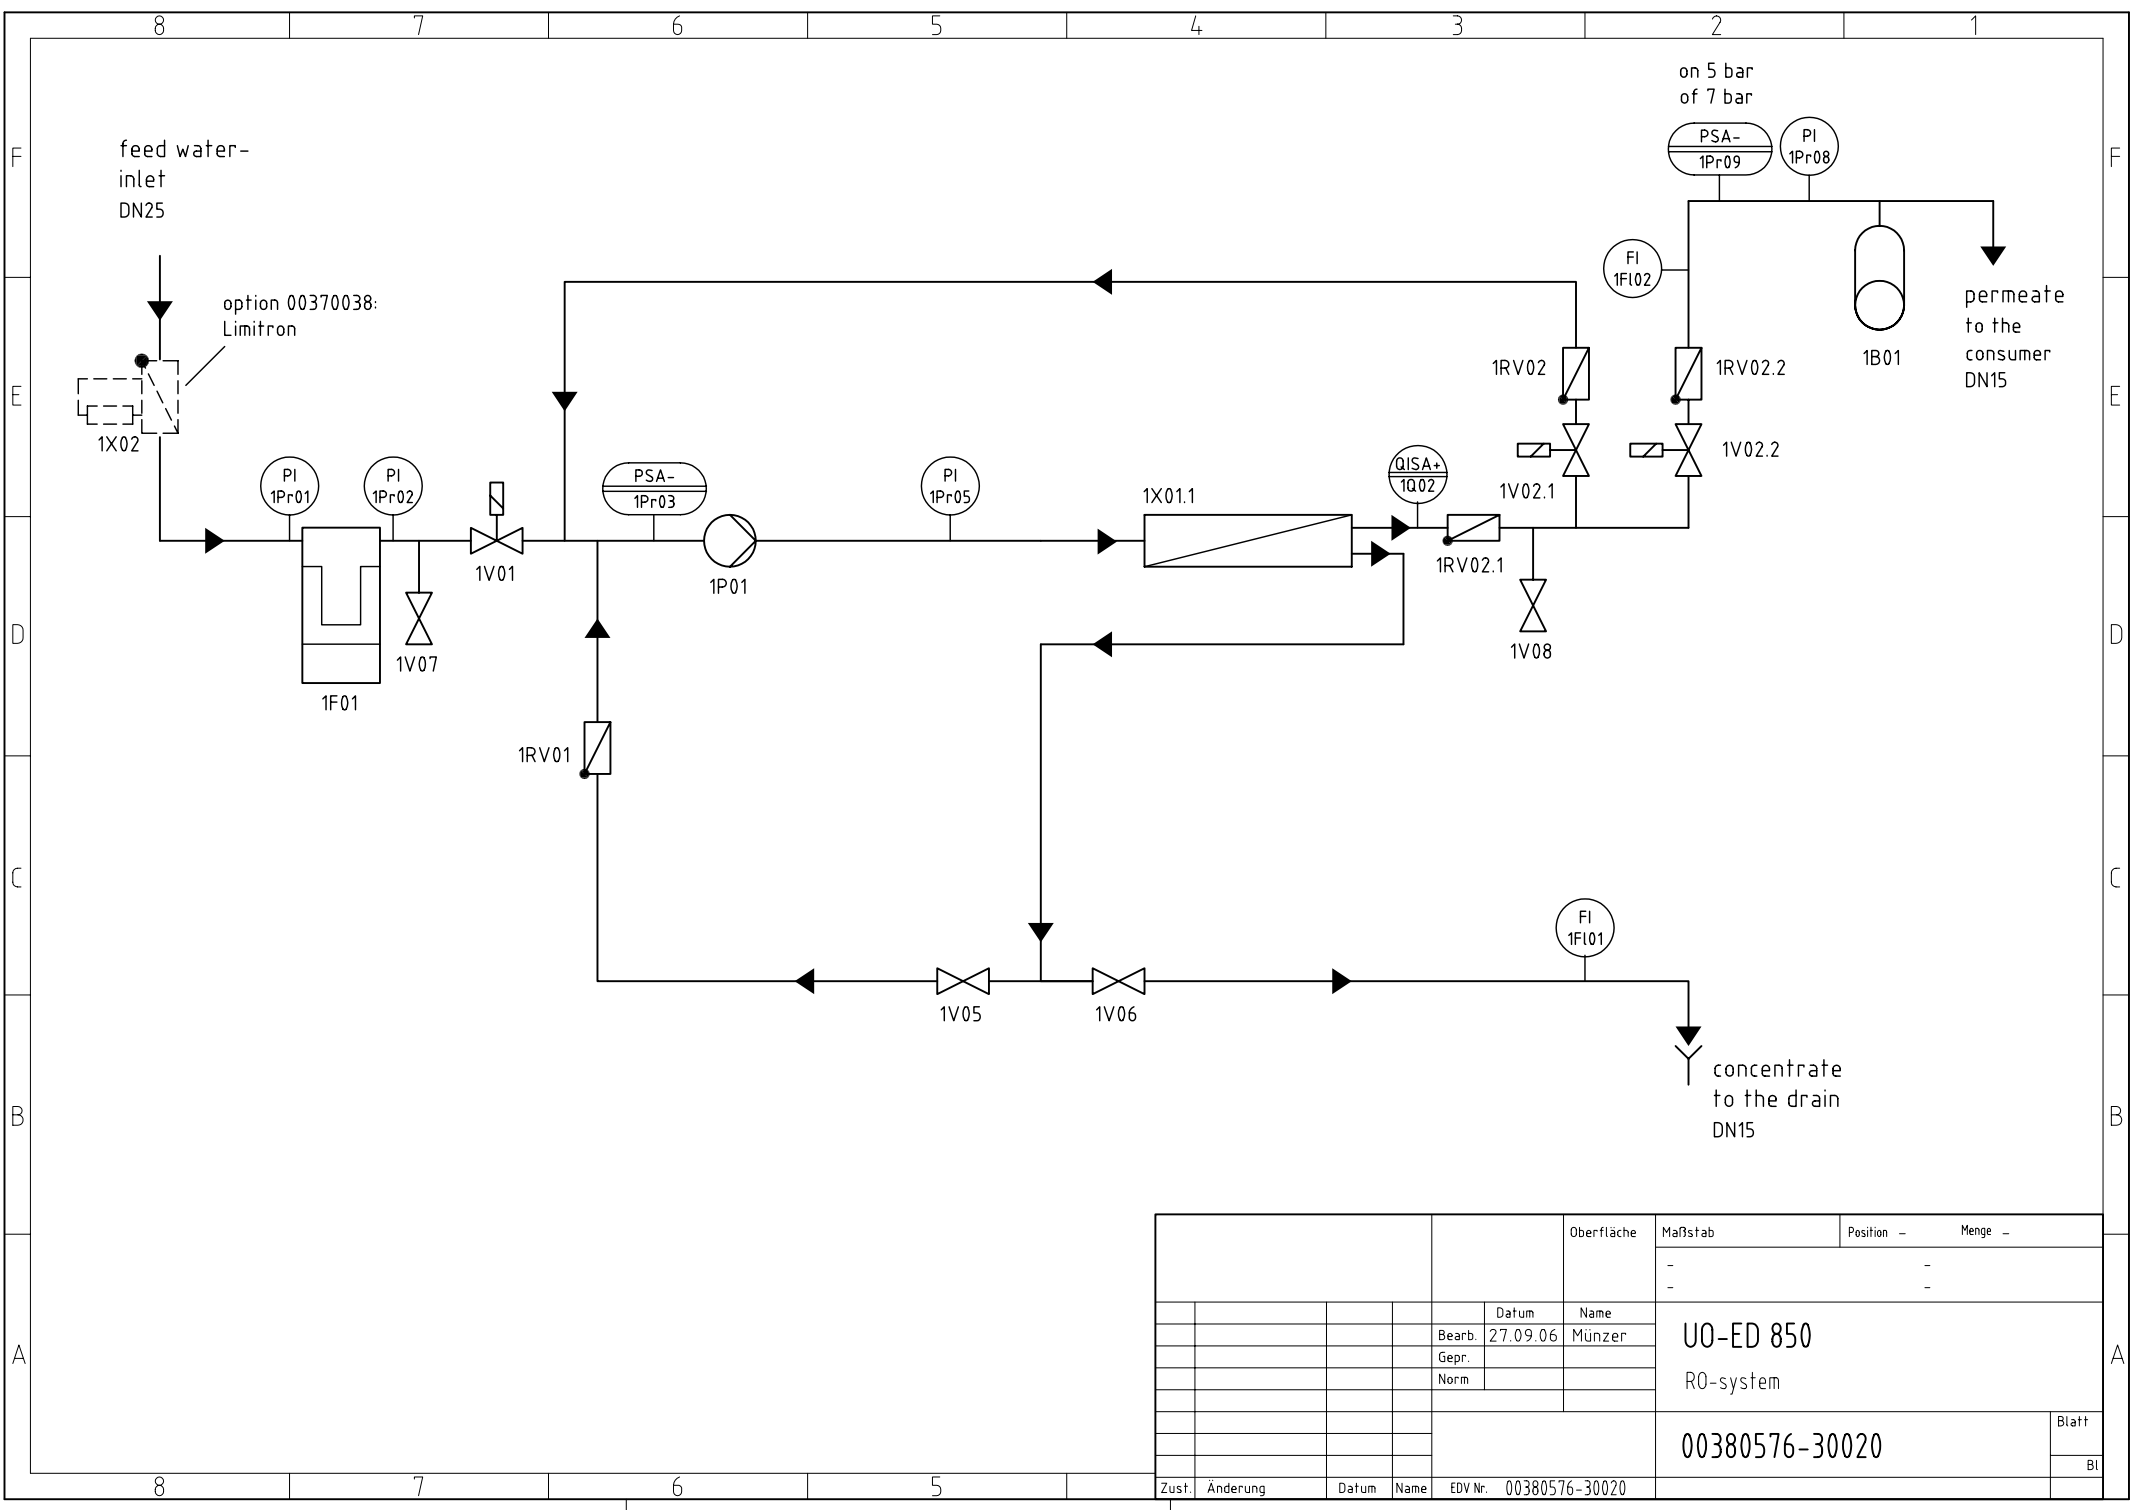 8 7 6 5 4 3 2 1
F
E
D
C
B
A
F
E
D
C
B
A
on 5 bar
of 7 bar
PSA-
1Pr09
PI
1Pr08
feed water-
inlet
DN25
FI
1Fl02
permeate
to the
consumer
DN15
option 00370038:
Limitron
1B01
1RV02
1RV02.2
1X02
1V02.2
PI
1Pr01
PI
1Pr02
PSA-
1Pr03
PI
1Pr05
QISA+
1Q02
1X01.1
1V02.1
1V01
1P01
1RV02.1
1V07
1V08
1F01
1RV01
FI
1Fl01
1V05
1V06
concentrate
to the drain
DN15
Oberfläche
Maßstab
Position -
Menge -
- -
- -
Datum Name
Bearb. 27.09.06 Münzer
Gepr.
Norm
UO-ED 850
RO-system
00380576-30020
Blatt
Bl
Zust. Änderung Datum Name EDV Nr. 00380576-30020
8 7 6 5